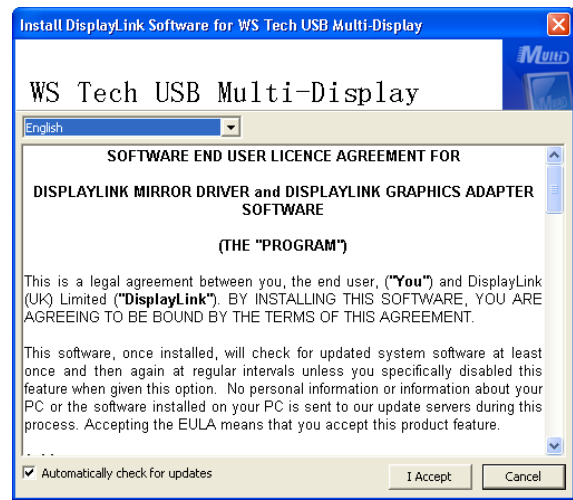 Install DisplayLink Software for WS Tech USB Multi-Display
Multi
WS Tech USB Multi-Display
English
SOFTWARE END USER LICENCE AGREEMENT FOR
DISPLAYLINK MIRROR DRIVER and DISPLAYLINK GRAPHICS ADAPTER
SOFTWARE
(THE "PROGRAM")
This is a legal agreement between you, the end user, ("You") and DisplayLink
(UK) Limited ("DisplayLink"). BY INSTALLING THIS SOFTWARE, YOU ARE
AGREEING TO BE BOUND BY THE TERMS OF THIS AGREEMENT.
This software, once installed, will check for updated system software at least
once and then again at regular intervals unless you specifically disabled this
feature when given this option. No personal information or information about your
PC or the software installed on your PC is sent to our update servers during this
process. Accepting the EULA means that you accept this product feature.
Automatically check for updates
I Accept
Cancel